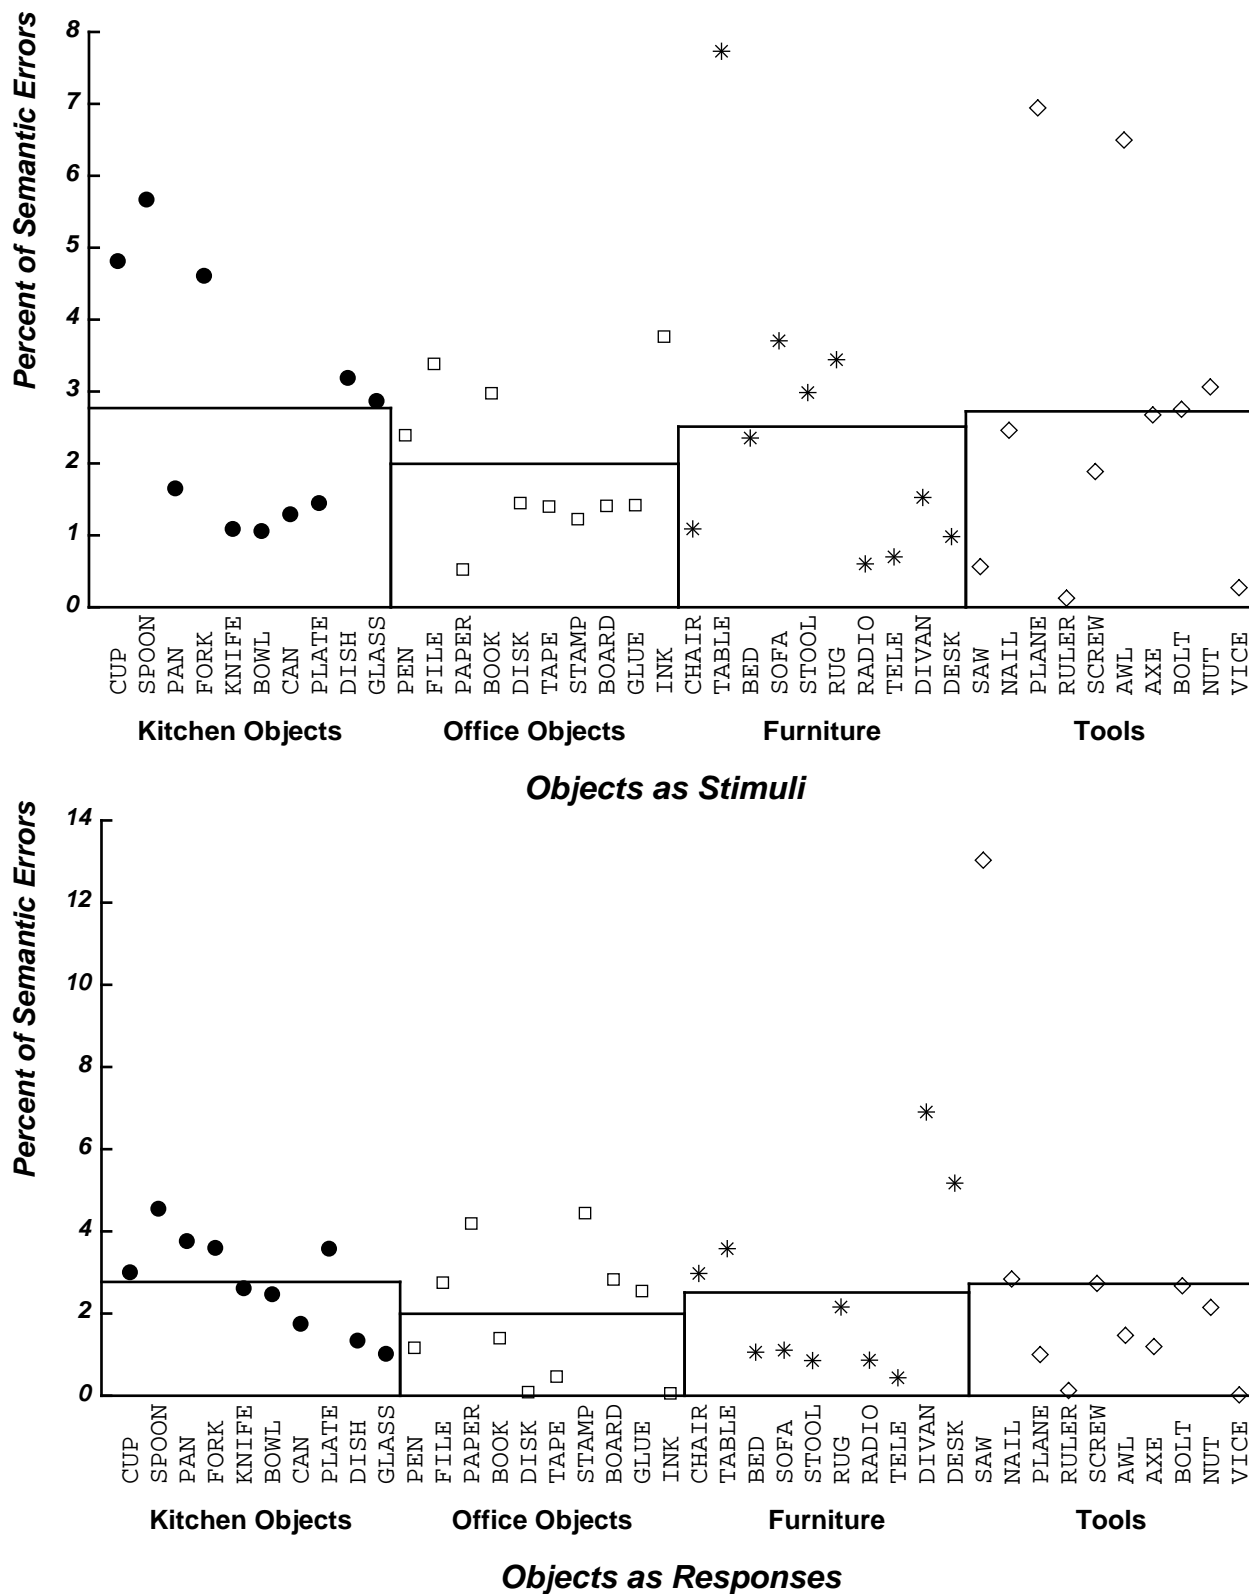 Percent of Semantic Errors
8
7
6
5
4
3
2
1
0
CUP
SPOON
PAN
FORK
KNIFE
BOWL
CAN
PLATE
DISH
GLASS
PEN
FILE
PAPER
BOOK
DISK
TAPE
STAMP
BOARD
GLUE
INK
CHAIR
TABLE
BED
SOFA
STOOL
RUG
RADIO
TELE
DIVAN
DESK
SAW
NAIL
PLANE
RULER
SCREW
AWL
AXE
BOLT
NUT
VICE
Kitchen Objects Office Objects Furniture Tools
Objects as Stimuli
Percent of Semantic Errors
14
12
10
8
6
4
2
0
CUP
SPOON
PAN
FORK
KNIFE
BOWL
CAN
PLATE
DISH
GLASS
PEN
FILE
PAPER
BOOK
DISK
TAPE
STAMP
BOARD
GLUE
INK
CHAIR
TABLE
BED
SOFA
STOOL
RUG
RADIO
TELE
DIVAN
DESK
SAW
NAIL
PLANE
RULER
SCREW
AWL
AXE
BOLT
NUT
VICE
Kitchen Objects Office Objects Furniture Tools
Objects as Responses